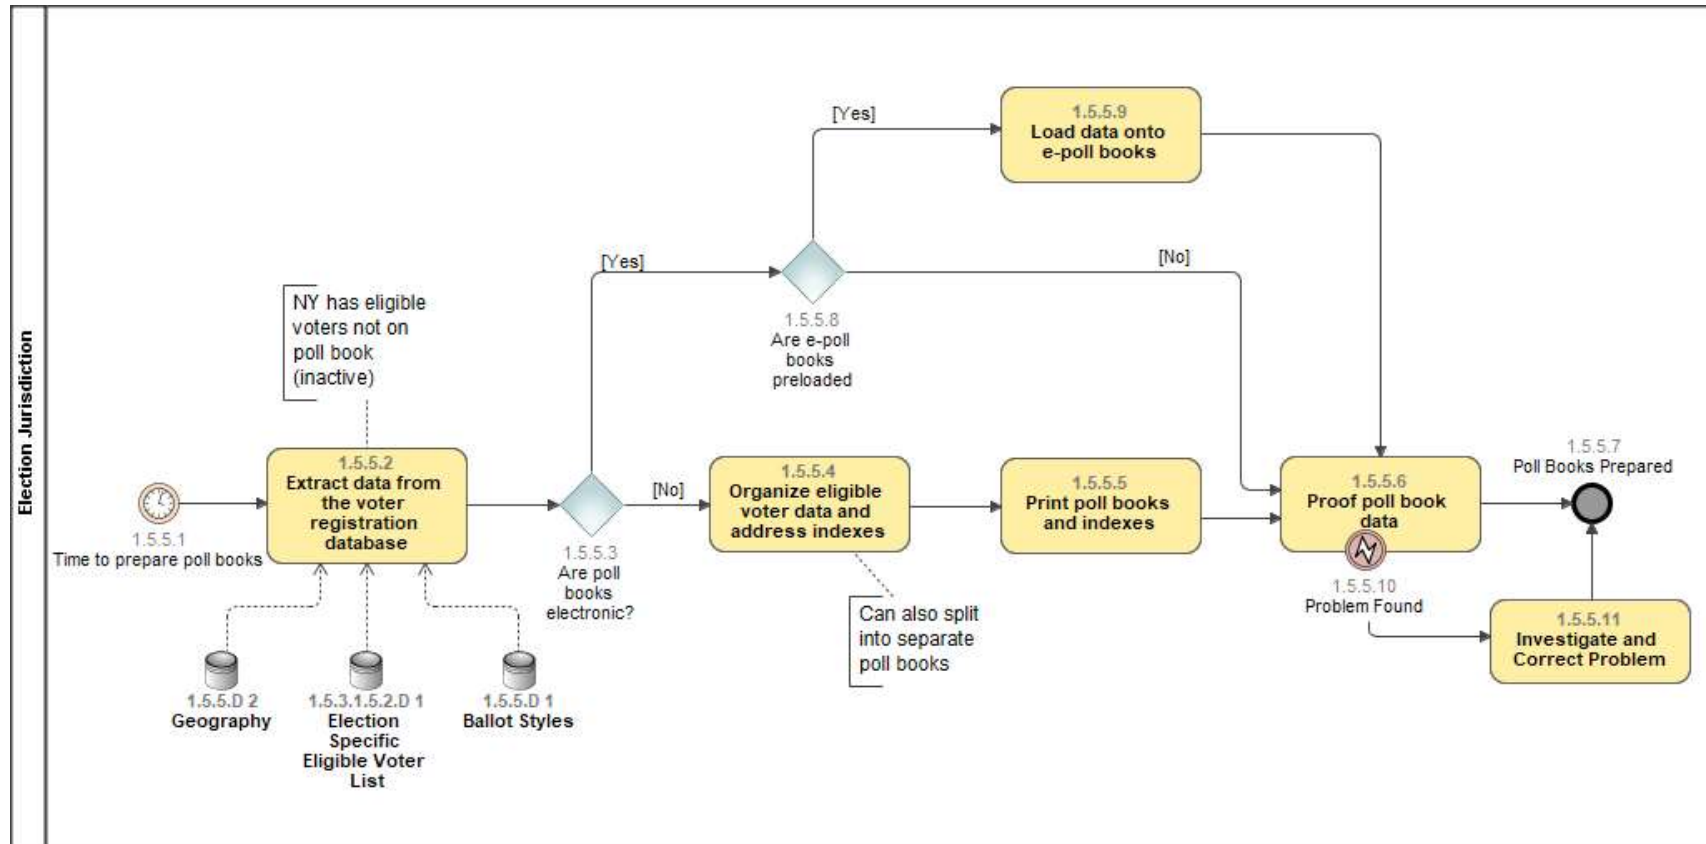 Election Jurisdiction
1.5.5.9
Load data onto
e-poll books
[Yes]
[Yes]
[No]
1.5.5.8
Are e-poll
books
preloaded
NY has eligible
voters not on
poll book
(inactive)
1.5.5.1
Time to prepare poll books
1.5.5.2
Extract data from
the voter
registration
database
1.5.5.3
Are poll
books
electronic?
[No]
1.5.5.4
Organize eligible
voter data and
address indexes
1.5.5.5
Print poll books
and indexes
1.5.5.6
Proof poll book
data
1.5.5.7
Poll Books Prepared
1.5.5.10
Problem Found
1.5.5.11
Investigate and
Correct Problem
Can also split
into separate
poll books
1.5.5.D 2
Geography
1.5.3.1.5.2.D 1
Election
Specific
Eligible Voter
List
1.5.5.D 1
Ballot Styles